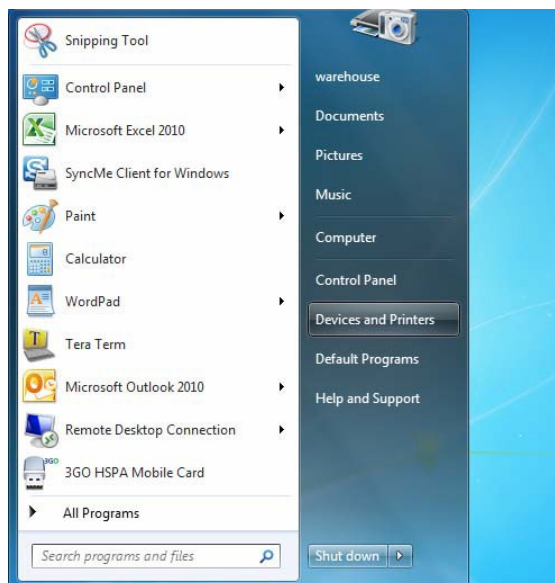 Snipping Tool
Control Panel
Microsoft Excel 2010
SyncMe Client for Windows
Paint
Calculator
WordPad
Tera Term
Microsoft Outlook 2010
Remote Desktop Connection
3GO HSPA Mobile Card
All Programs
Search programs and files
warehouse
Documents
Pictures
Music
Computer
Control Panel
Devices and Printers
Default Programs
Help and Support
Shut down